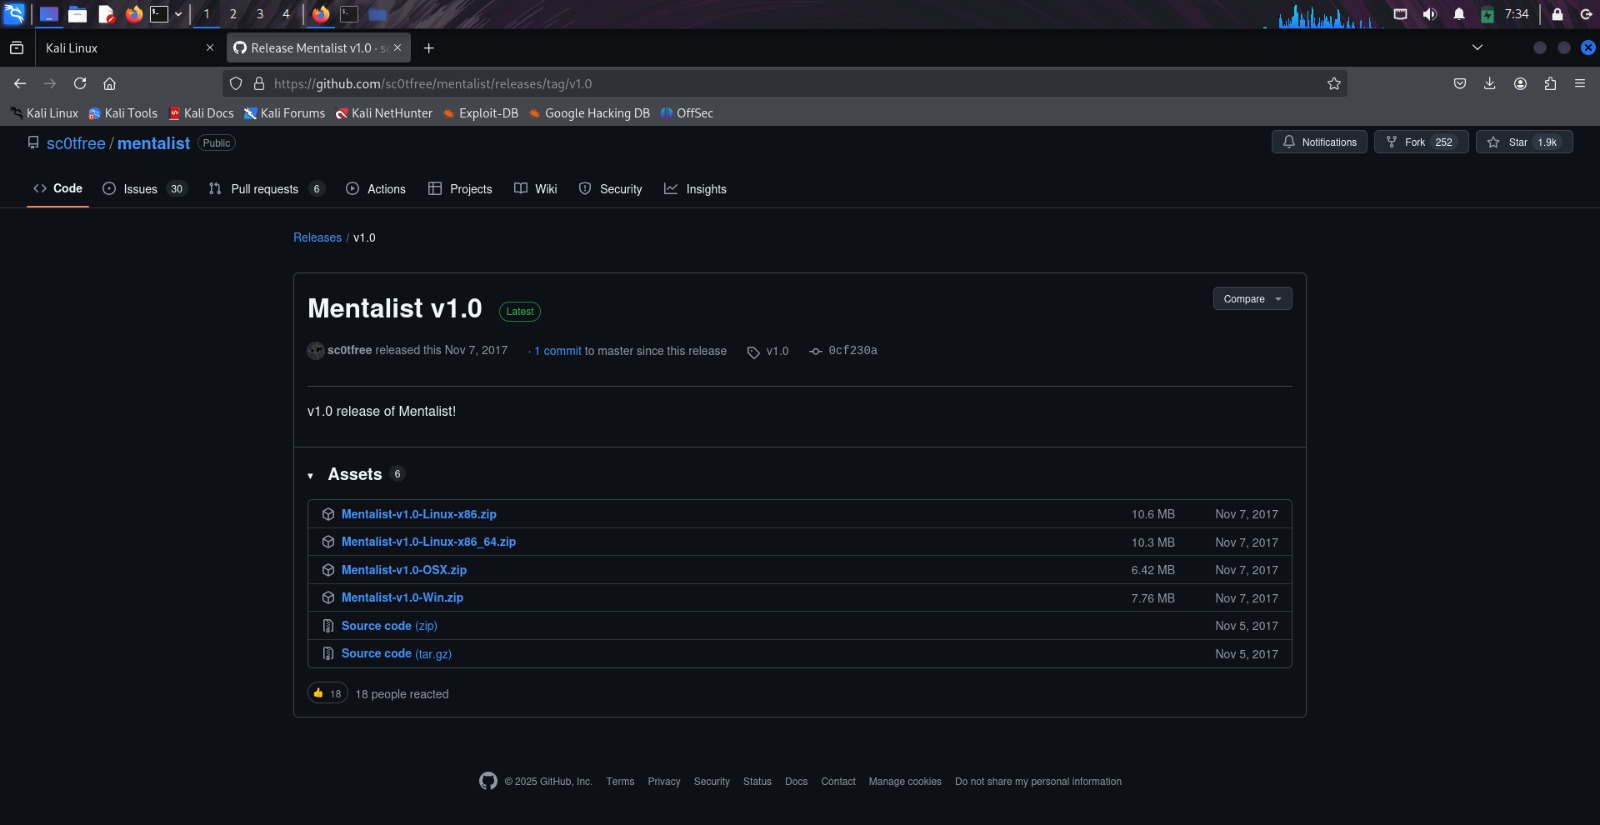 1 2 3 4 7:34
Kali Linux Release Mentalist v1.0 · sc
https://github.com/sc0tfree/mentalist/releases/tag/v1.0
Kali Linux Kali Tools Kali Docs Kali Forums Kali NetHunter Exploit-DB Google Hacking DB OffSec
sc0tfree / mentalist Public Notifications Fork 252 Star 1.9k
Code Issues 30 Pull requests 6 Actions Projects Wiki Security Insights
Releases / v1.0
Mentalist v1.0 Latest Compare
sc0tfree released this Nov 7, 2017 · 1 commit to master since this release v1.0 0cf230a
v1.0 release of Mentalist!
Assets 6
Mentalist-v1.0-Linux-x86.zip 10.6 MB Nov 7, 2017
Mentalist-v1.0-Linux-x86_64.zip 10.3 MB Nov 7, 2017
Mentalist-v1.0-OSX.zip 6.42 MB Nov 7, 2017
Mentalist-v1.0-Win.zip 7.76 MB Nov 7, 2017
Source code (zip) Nov 5, 2017
Source code (tar.gz) Nov 5, 2017
18 18 people reacted
© 2025 GitHub, Inc. Terms Privacy Security Status Docs Contact Manage cookies Do not share my personal information